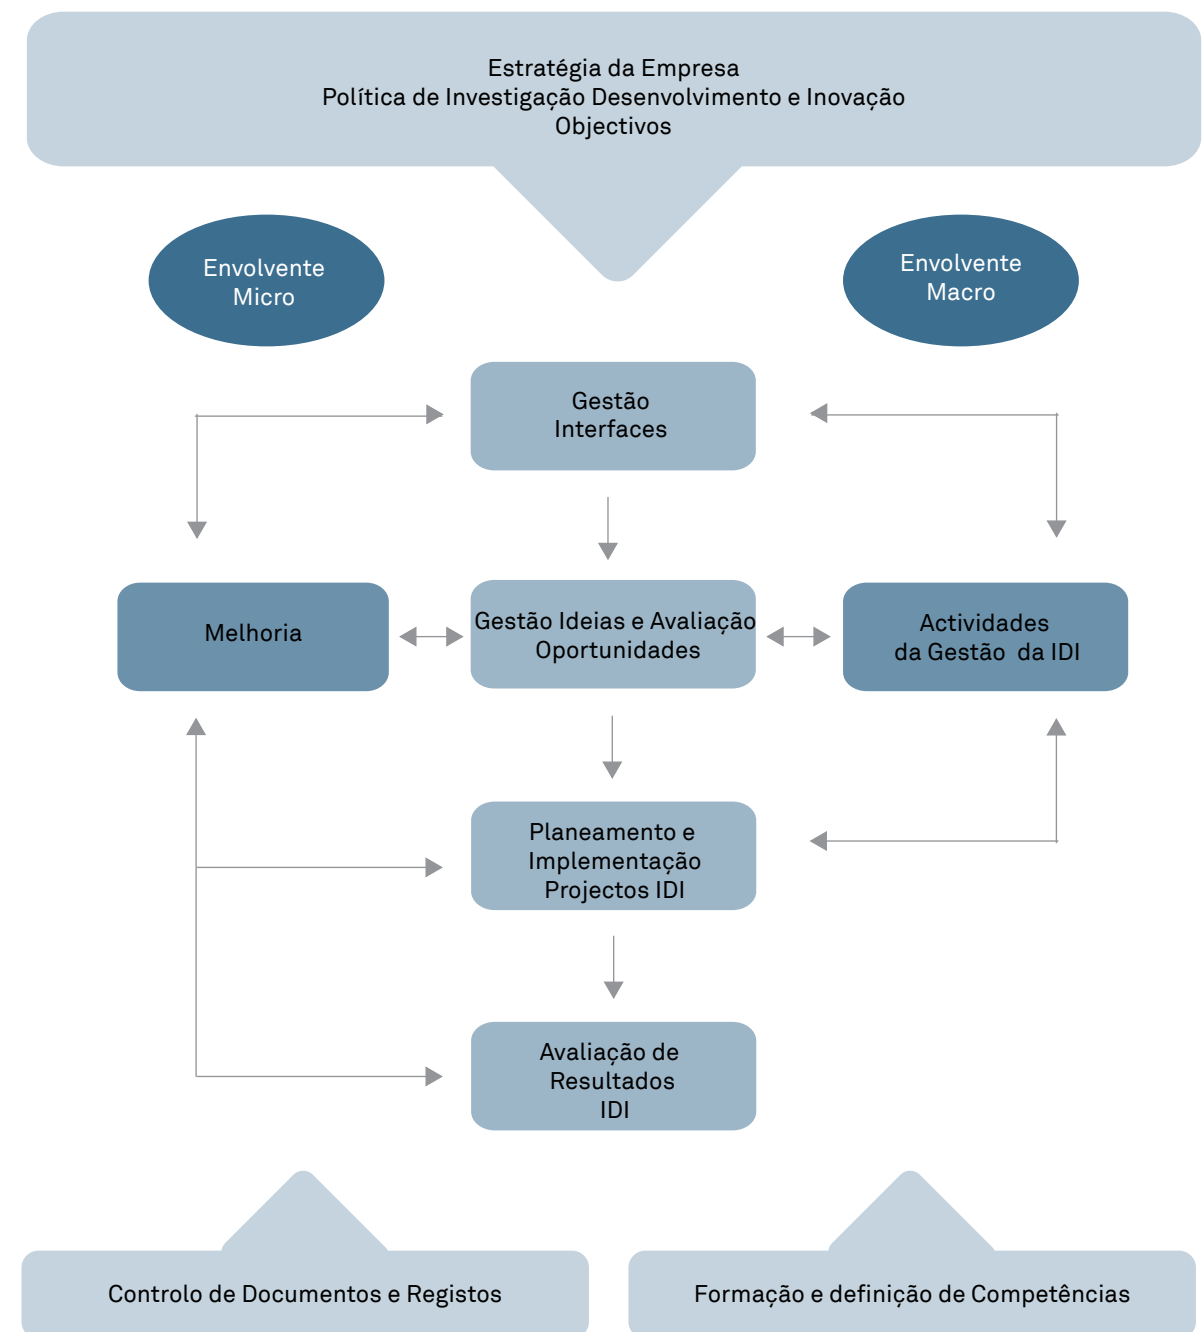 Estratégia da Empresa
Política de Investigação Desenvolvimento e Inovação
Objectivos
Envolvente
Micro
Envolvente
Macro
Gestão
Interfaces
Melhoria
Gestão Ideias e Avaliação
Oportunidades
Actividades
da Gestão da IDI
Planeamento e
Implementação
Projectos IDI
Avaliação de
Resultados
IDI
Controlo de Documentos e Registos
Formação e definição de Competências